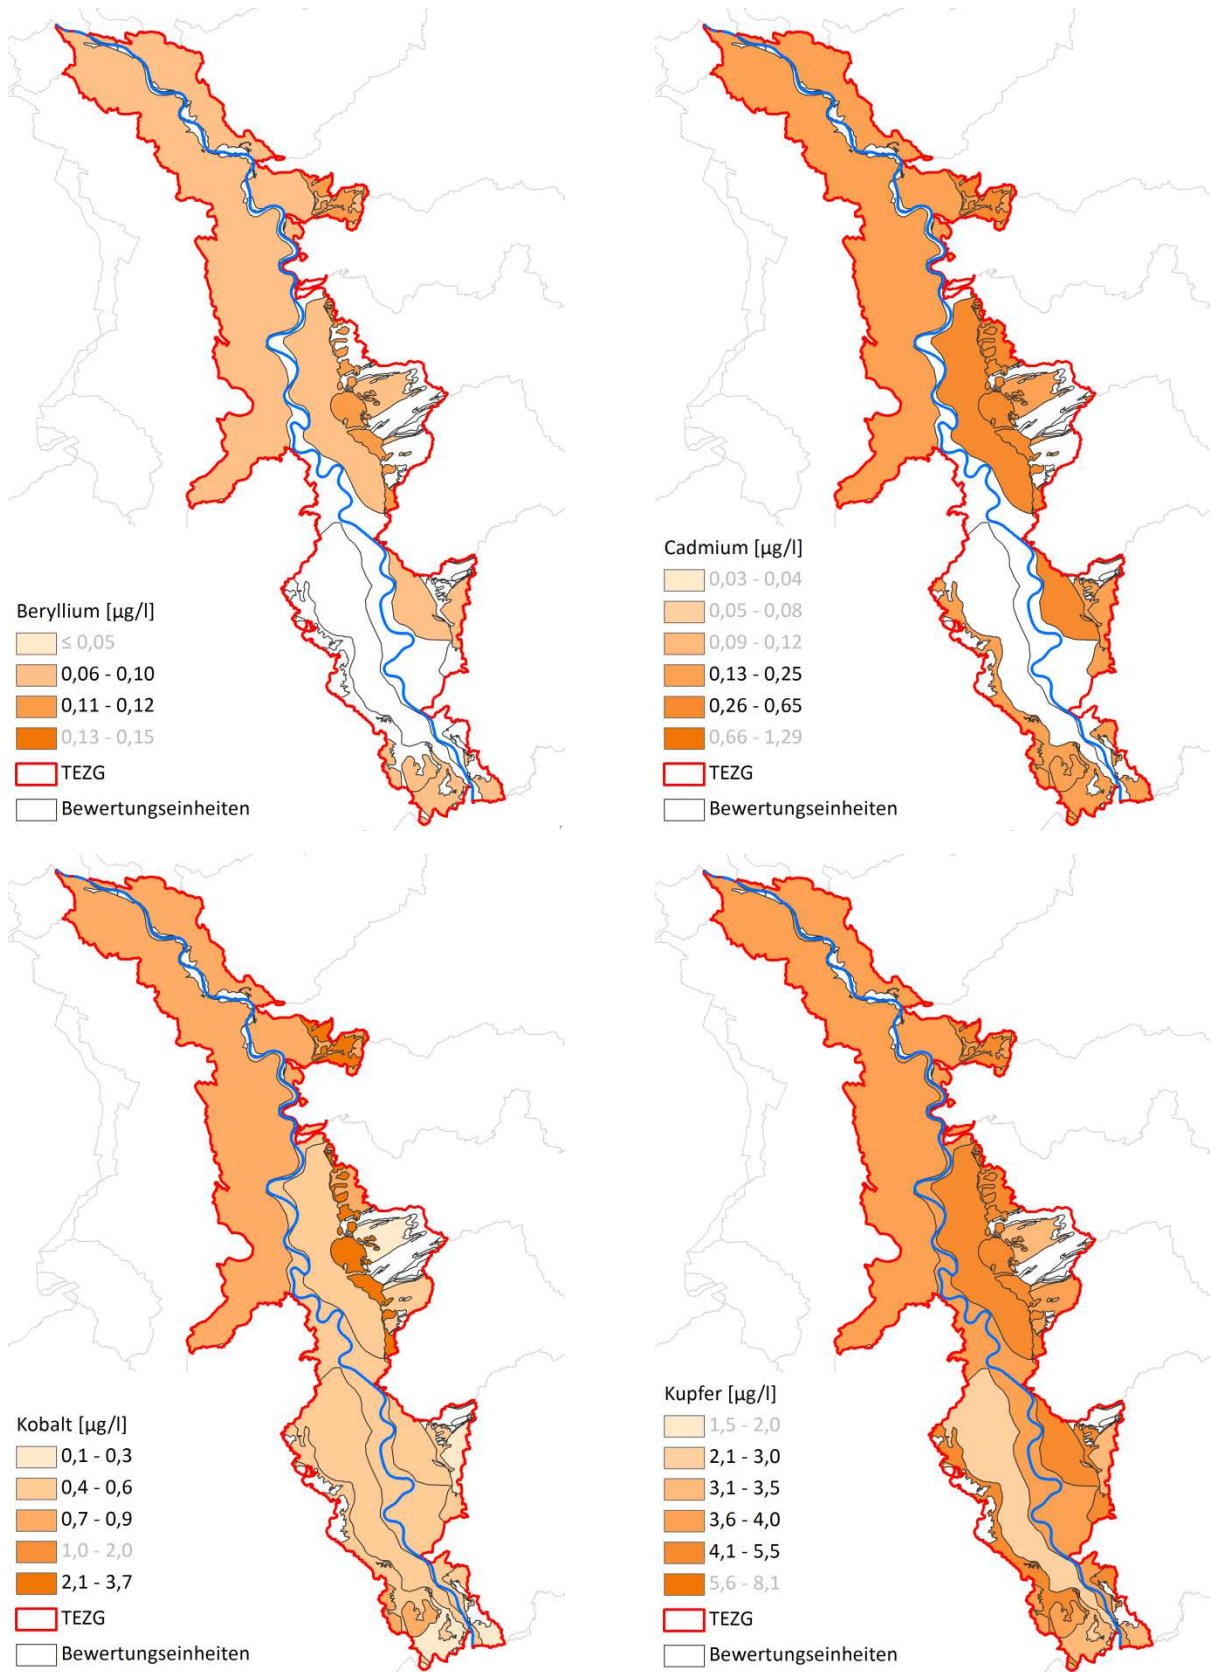 Beryllium [µg/l]
≤ 0,05
0,06 - 0,10
0,11 - 0,12
0,13 - 0,15
TEZG
Bewertungseinheiten
Cadmium [µg/l]
0,03 - 0,04
0,05 - 0,08
0,09 - 0,12
0,13 - 0,25
0,26 - 0,65
0,66 - 1,29
TEZG
Bewertungseinheiten
Kobalt [µg/l]
0,1 - 0,3
0,4 - 0,6
0,7 - 0,9
1,0 - 2,0
2,1 - 3,7
TEZG
Bewertungseinheiten
Kupfer [µg/l]
1,5 - 2,0
2,1 - 3,0
3,1 - 3,5
3,6 - 4,0
4,1 - 5,5
5,6 - 8,1
TEZG
Bewertungseinheiten